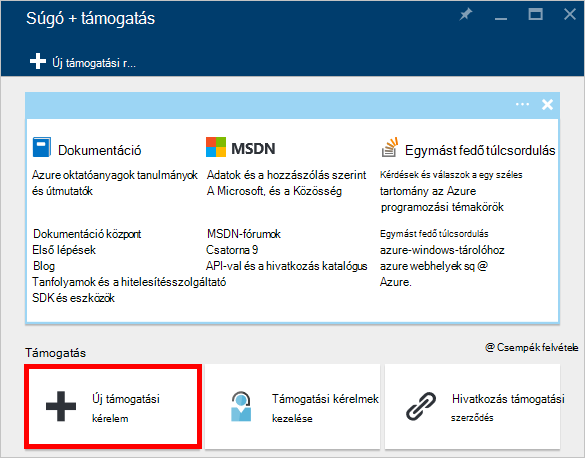 Súgó + támogatás
Új támogatási r...
Dokumentáció
Azure oktatóanyagok tanulmányok
és útmutatók
Dokumentáció központ
Első lépések
Blog
Tanfolyamok és a hitelesítésszolgáltató
SDK és eszközök
MSDN
Adatok és a hozzászólás szerint
A Microsoft, és a Közösség
MSDN-fórumok
Csatorna 9
API-val és a hivatkozás katalógus
Egymást fedő túlcsordulás
Kérdések és válaszok a egy széles
tartomány az Azure
programozási témakörök
Egymást fedő túlcsordulás
azure-windows-tárolóhoz
azure webhelyek sq @
Azure.
Támogatás
@ Csempék felvétele
Új támogatási
kérelem
Támogatási kérelmek
kezelése
Hivatkozás támogatási
szerződés